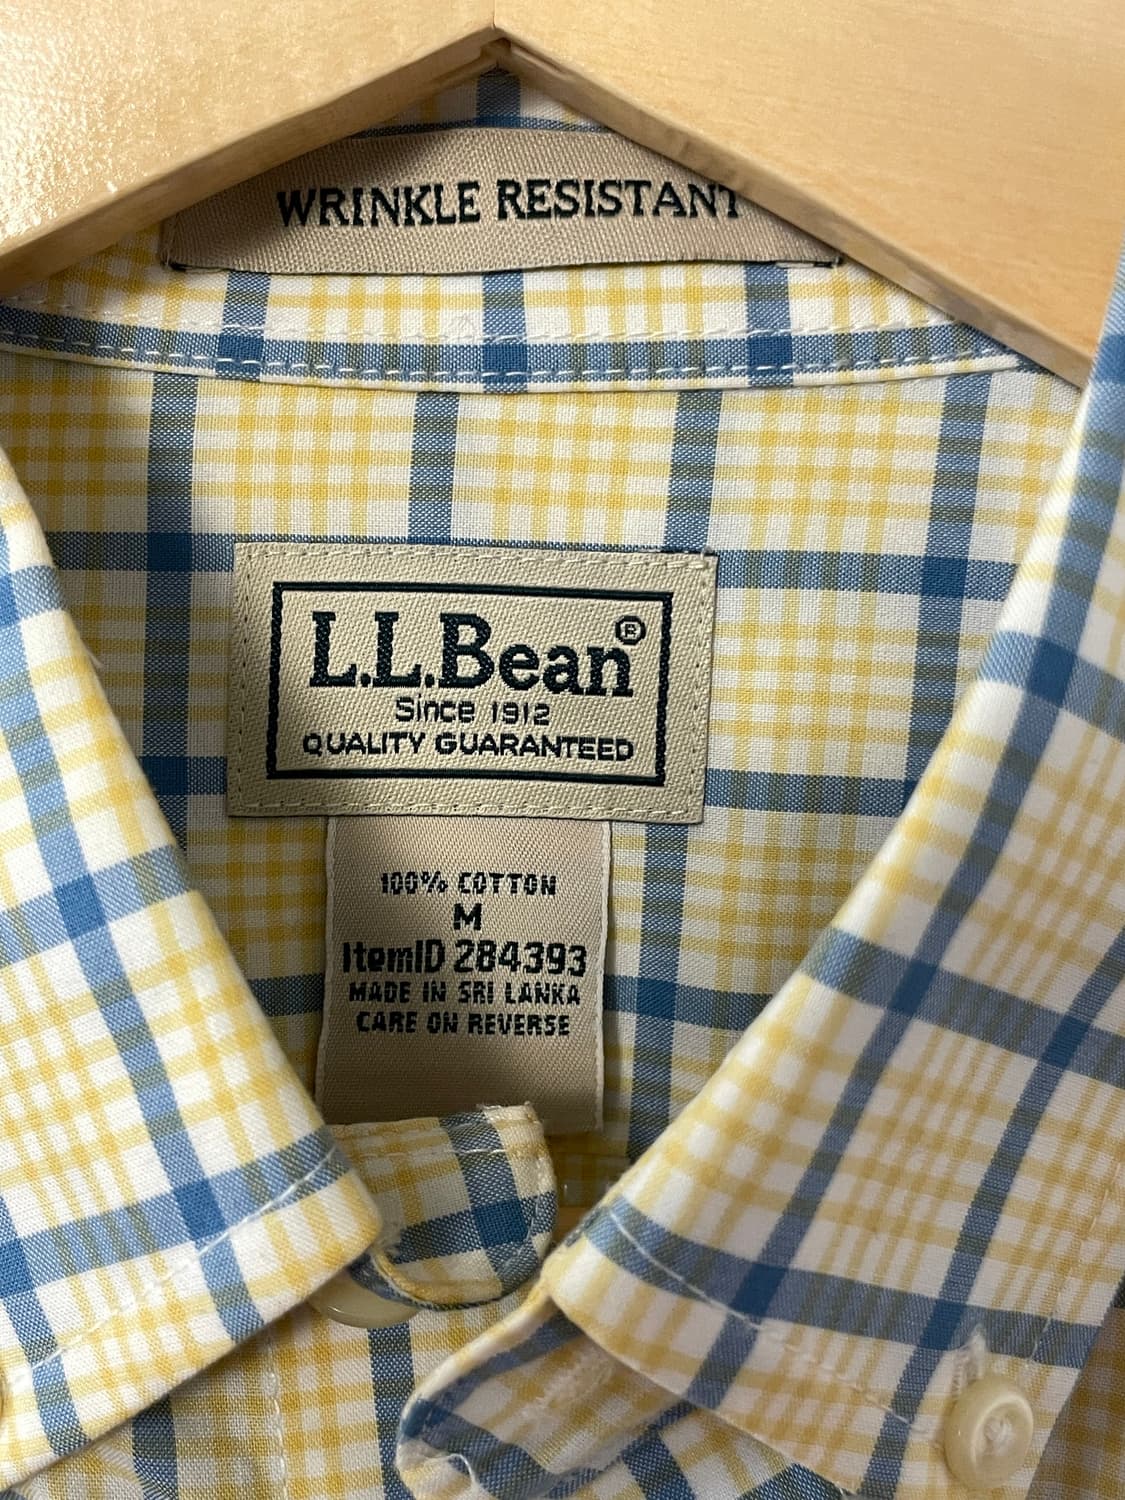 WRINKLE RESISTANT
L.L.Bean®
Since 1912
QUALITY GUARANTEED
100% COTTON
M
ItemID 284393
MADE IN SRI LANKA
CARE ON REVERSE